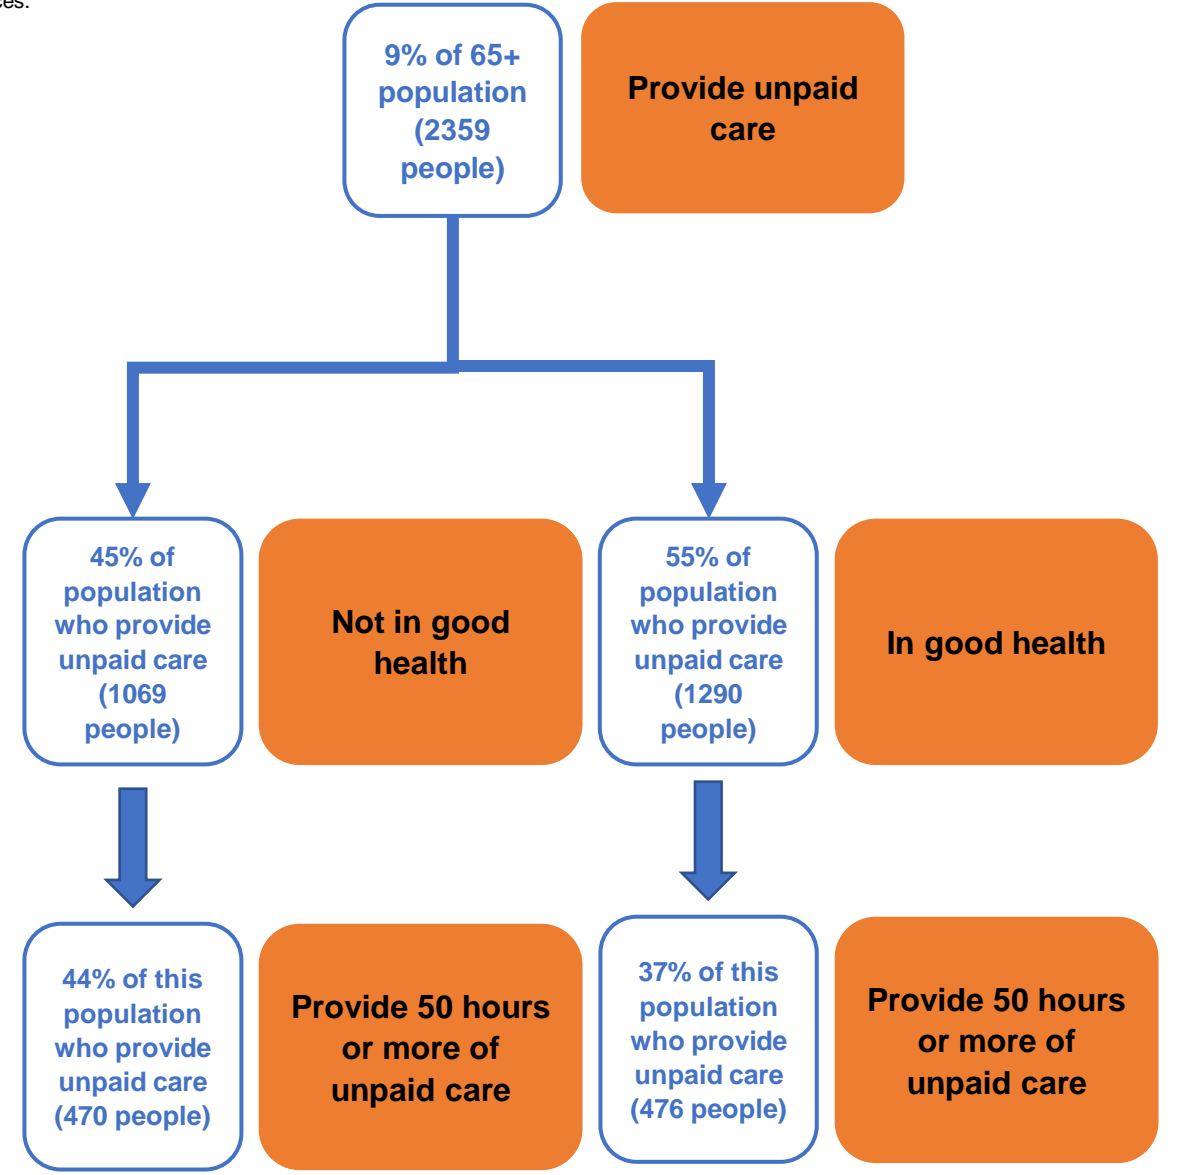 9% of 65+
population
(2359
people)
Provide unpaid
care
45% of
population
who provide
unpaid care
(1069
people)
Not in good
health
55% of
population
who provide
unpaid care
(1290
people)
In good health
44% of this
population
who provide
unpaid care
(470 people)
Provide 50 hours
or more of
unpaid care
37% of this
population
who provide
unpaid care
(476 people)
Provide 50 hours
or more of
unpaid care